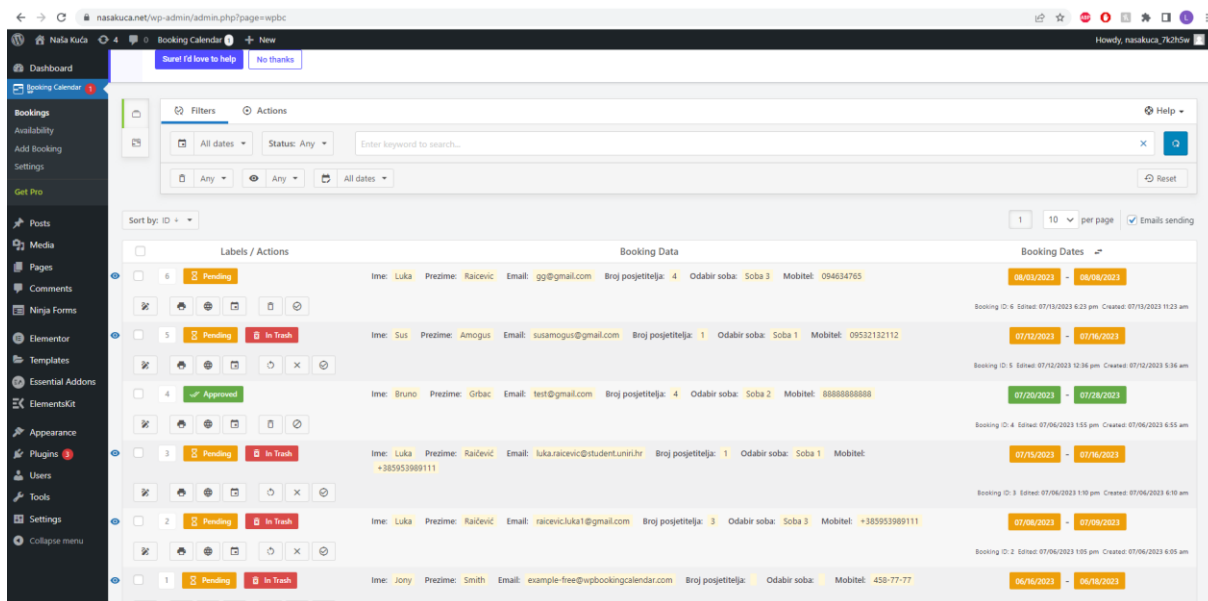 nasakuca.net/wp-admin/admin.php?page=wpbc
Naša Kuća 4 0 Booking Calendar 1 + New Howdy, nasakuca_7k2h5w
Sure! I'd love to help No thanks
Dashboard
Booking Calendar 1
Bookings
Availability
Add Booking
Settings
Get Pro
Posts
Media
Pages
Comments
Ninja Forms
Elementor
Templates
Essential Addons
ElementsKit
Appearance
Plugins 3
Users
Tools
Settings
Collapse menu
Filters Actions Help
All dates Status: Any Enter keyword to search...
Any Any All dates Reset
Sort by: ID 1 10 per page Emails sending
Labels / Actions Booking Data Booking Dates
6 Pending Ime: Luka Prezime: Raicevic Email: gg@gmail.com Broj posjetitelja: 4 Odabir soba: Soba 3 Mobitel: 094634765 08/03/2023 - 08/08/2023
Booking ID: 6 Edited: 07/13/2023 6:23 pm Created: 07/13/2023 11:23 am
5 Pending In Trash Ime: Sus Prezime: Amogus Email: susamogus@gmail.com Broj posjetitelja: 1 Odabir soba: Soba 1 Mobitel: 09532132112 07/12/2023 - 07/16/2023
Booking ID: 5 Edited: 07/12/2023 12:36 pm Created: 07/12/2023 5:36 am
4 Approved Ime: Bruno Prezime: Grbac Email: test@gmail.com Broj posjetitelja: 4 Odabir soba: Soba 2 Mobitel: 88888888888 07/20/2023 - 07/28/2023
Booking ID: 4 Edited: 07/06/2023 1:55 pm Created: 07/06/2023 6:55 am
3 Pending In Trash Ime: Luka Prezime: Raičević Email: luka.raicevic@student.uniri.hr Broj posjetitelja: 1 Odabir soba: Soba 1 Mobitel: 07/15/2023 - 07/16/2023
+385953989111
Booking ID: 3 Edited: 07/06/2023 1:10 pm Created: 07/06/2023 6:10 am
2 Pending In Trash Ime: Luka Prezime: Raičević Email: raicevic.luka1@gmail.com Broj posjetitelja: 3 Odabir soba: Soba 3 Mobitel: +385953989111 07/08/2023 - 07/09/2023
Booking ID: 2 Edited: 07/06/2023 1:05 pm Created: 07/06/2023 6:05 am
1 Pending In Trash Ime: Jony Prezime: Smith Email: example-free@wpbookingcalendar.com Broj posjetitelja: Odabir soba: Mobitel: 458-77-77 06/16/2023 - 06/18/2023